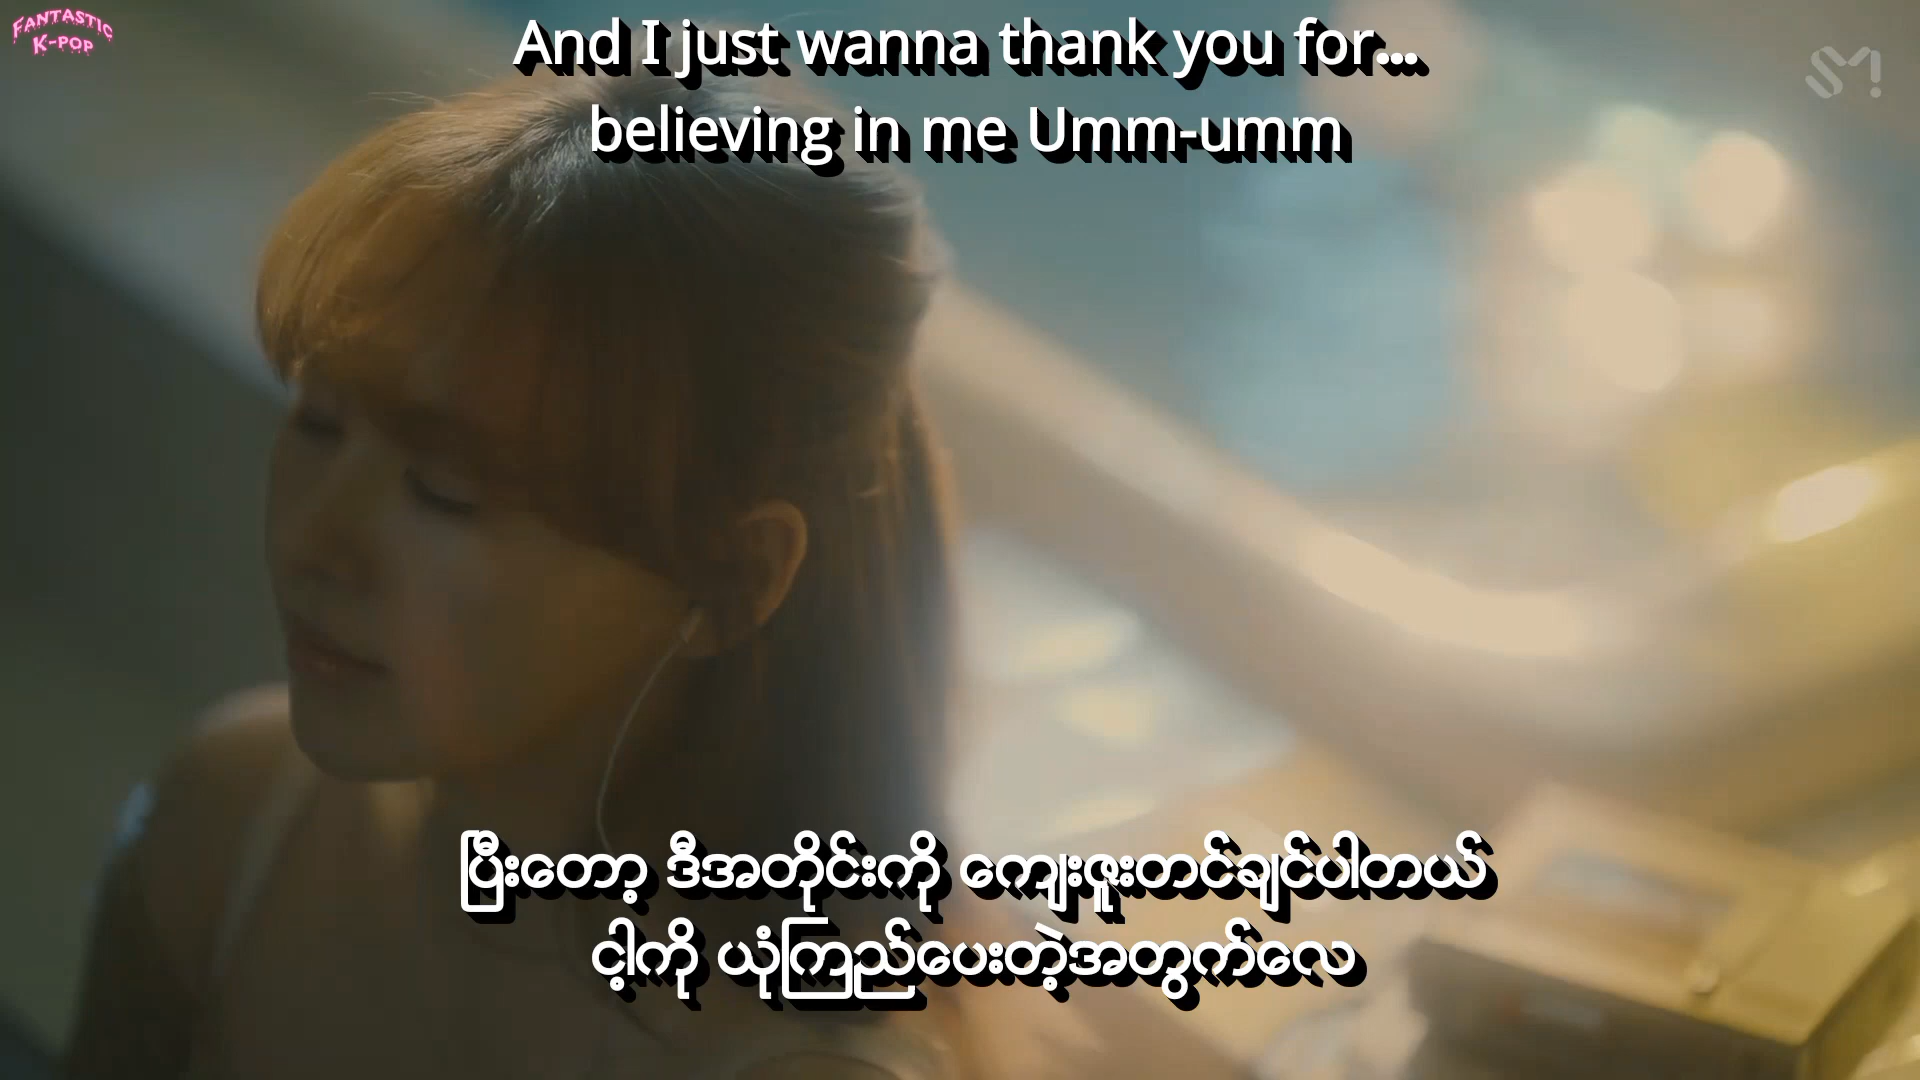 FANTASTIC
K-POP
SM!
And I just wanna thank you for...
believing in me Umm-umm
ပြီးတော့ ဒီအတိုင်းကို ကျေးဇူးတင်ချင်ပါတယ်
ငါ့ကို ယုံကြည်ပေးတဲ့အတွက်လေ